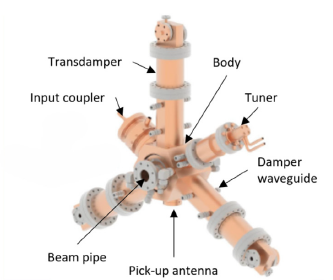 Transdamper
Body
Input coupler
Tuner
Damper
waveguide
Beam pipe
Pick-up antenna